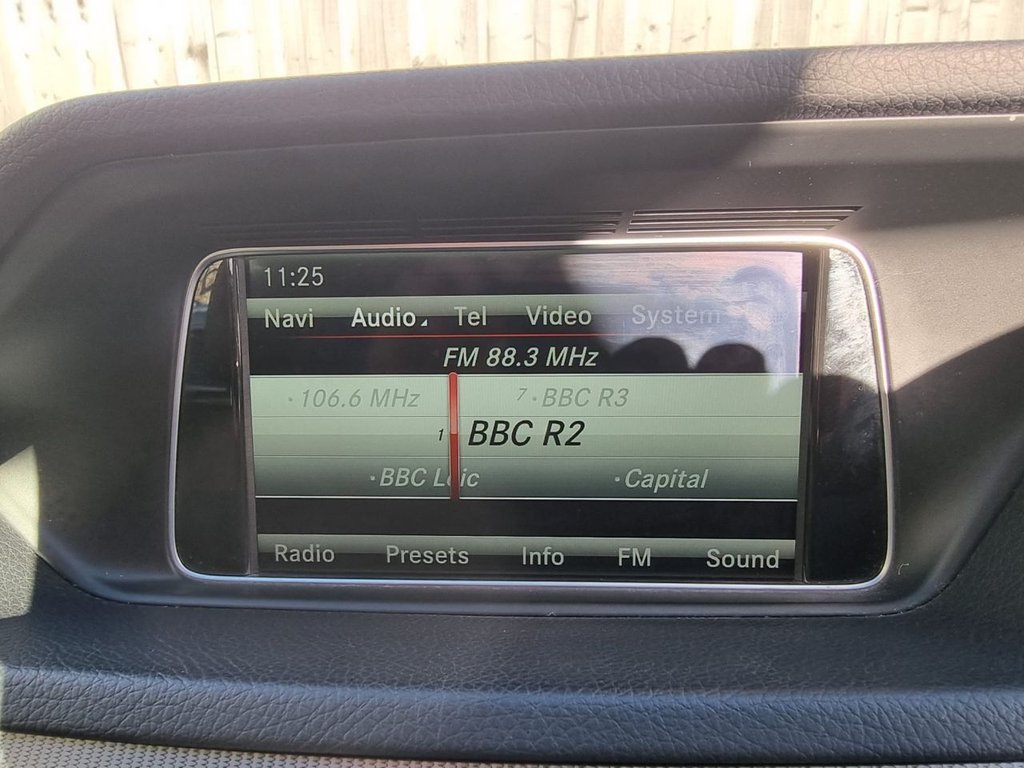 11:25
Navi Audio Tel Video System
FM 88.3 MHz
106.6 MHz 7 · BBC R3
1 BBC R2
· BBC · Capital
Radio Presets Info FM Sound